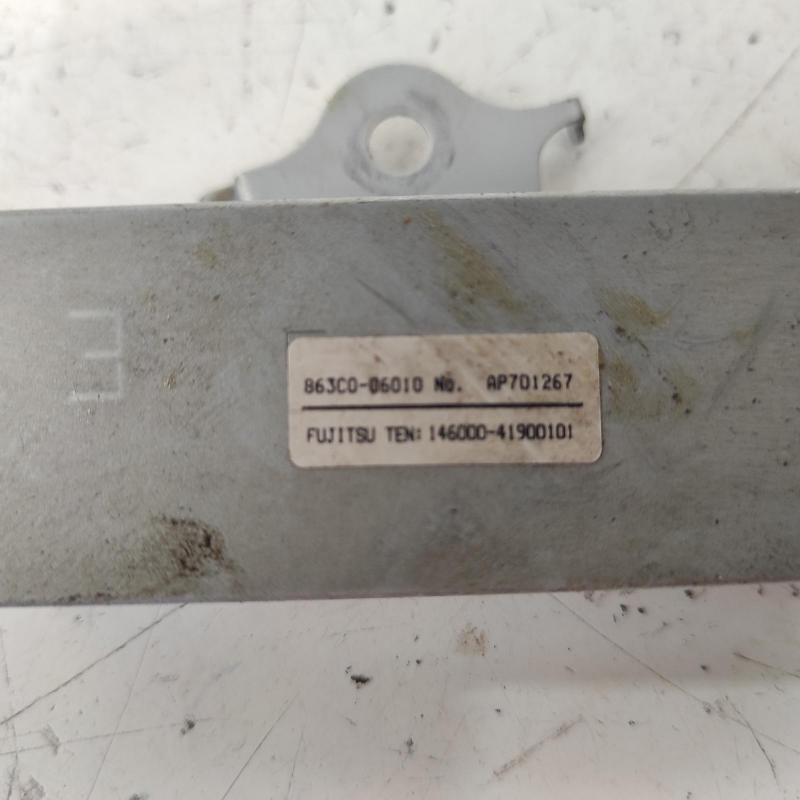 E
863C0-06010 No. AP701267
FUJITSU TEN: 146000-41900101